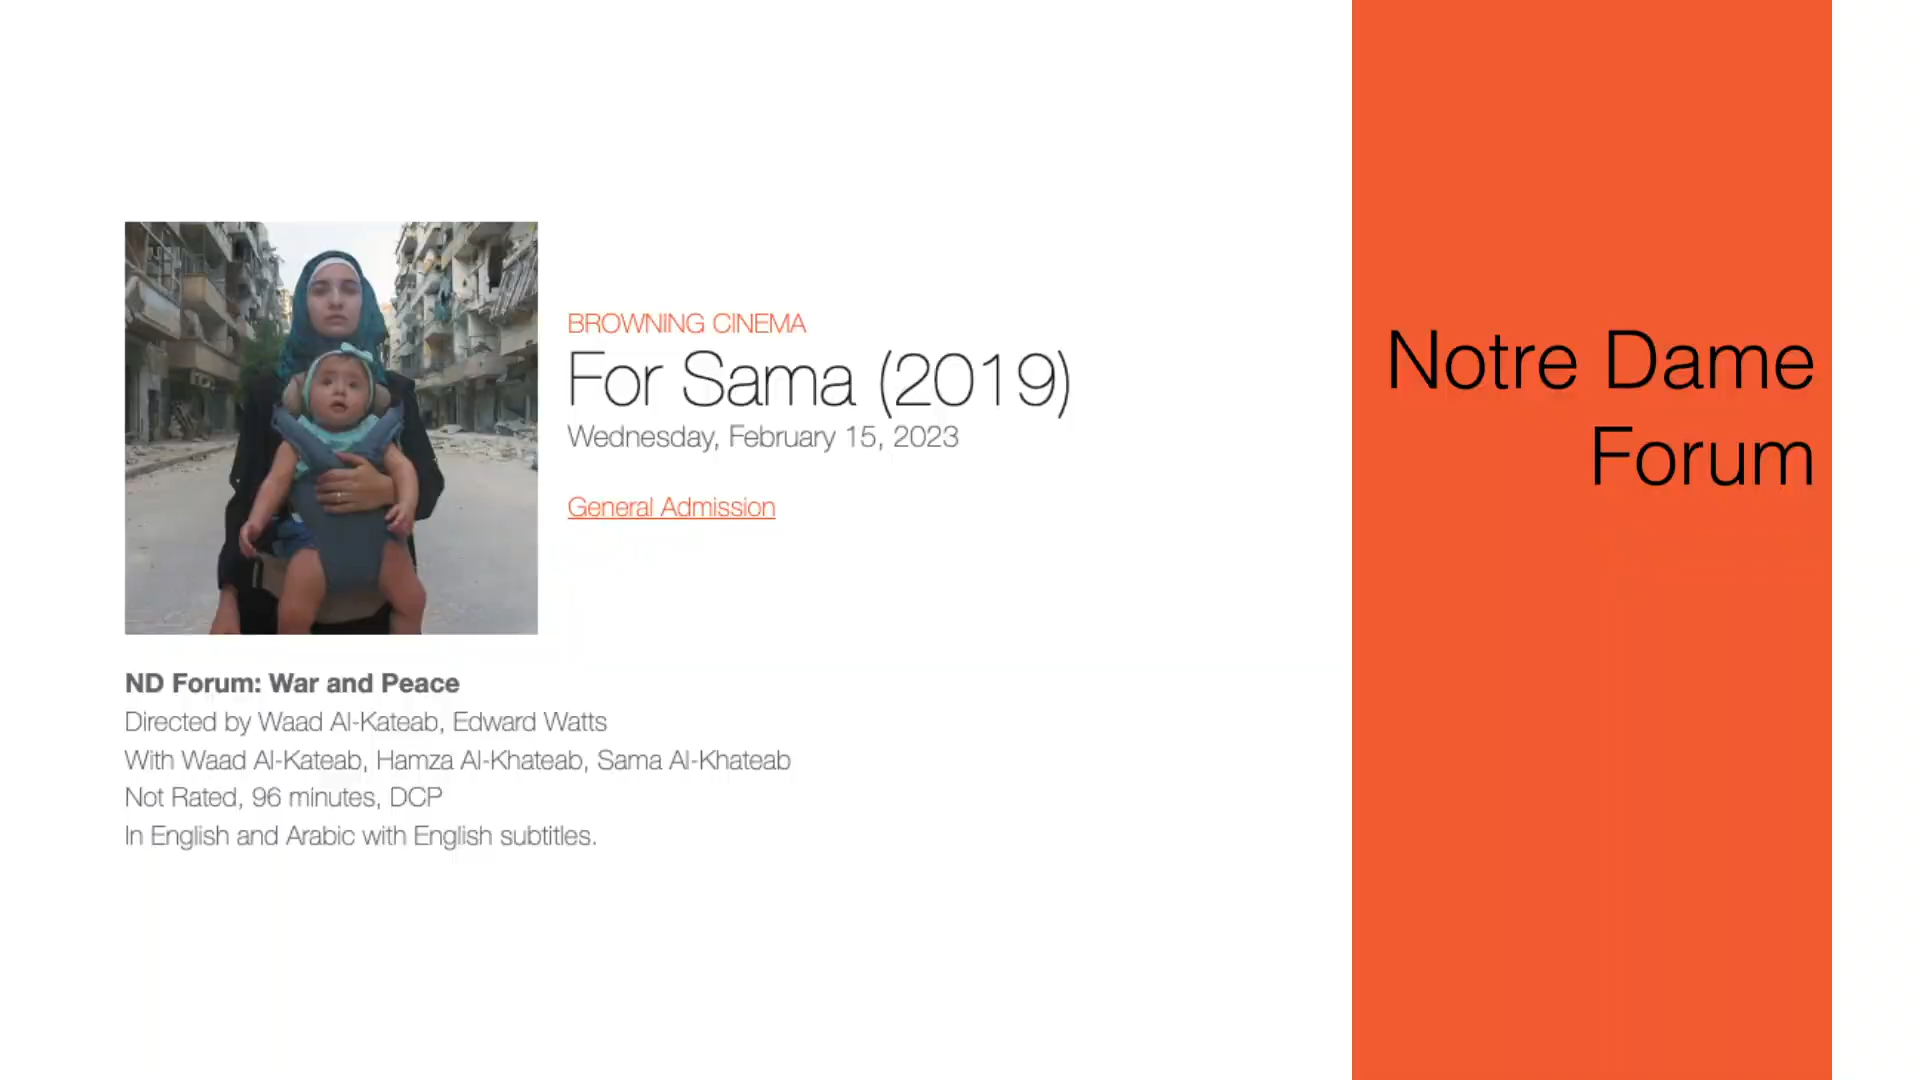 BROWNING CINEMA
For Sama (2019)
Wednesday, February 15, 2023
General Admission
ND Forum: War and Peace
Directed by Waad Al-Kateab, Edward Watts
With Waad Al-Kateab, Hamza Al-Khateab, Sama Al-Khateab
Not Rated, 96 minutes, DCP
In English and Arabic with English subtitles.
Notre Dame
Forum